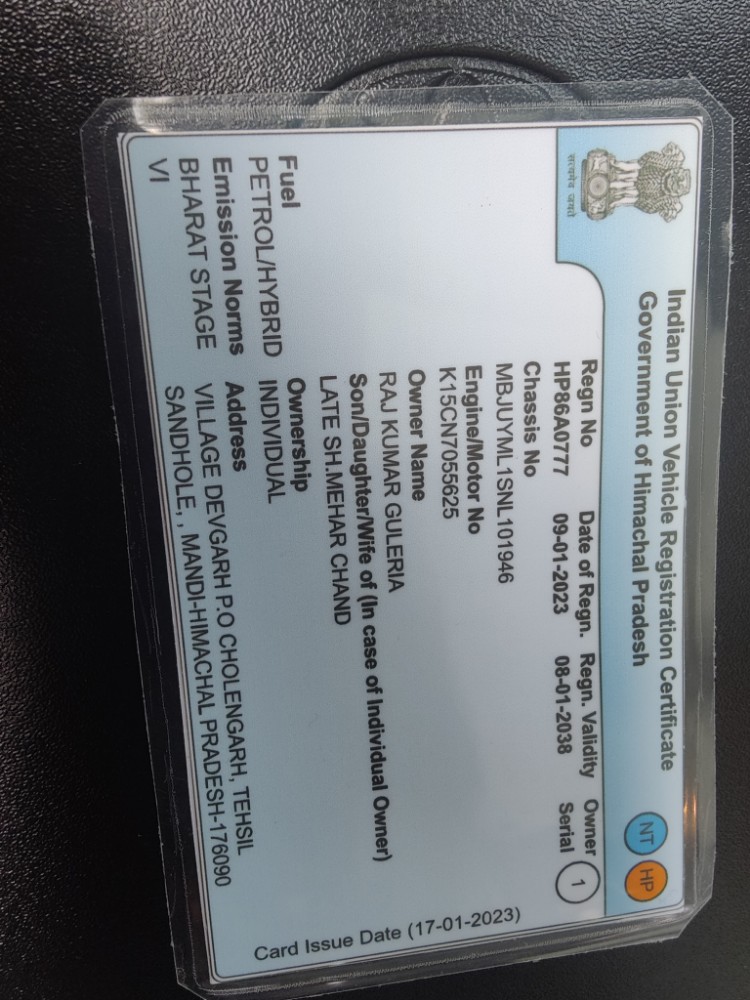 सत्यमेव जयते
Indian Union Vehicle Registration Certificate
Government of Himachal Pradesh
NT HP
Regn No Date of Regn. Regn. Validity Owner Serial 1
HP86A0777 09-01-2023 08-01-2038
Chassis No
MBJUYML1SNL101946
Engine/Motor No
K15CN7055625
Owner Name
RAJ KUMAR GULERIA
Son/Daughter/Wife of (In case of Individual Owner)
LATE SH.MEHAR CHAND
Fuel
PETROL/HYBRID
Emission Norms
BHARAT STAGE
VI
Ownership
INDIVIDUAL
Address
VILLAGE DEVGARH P.O CHOLENGARH, TEHSIL
SANDHOLE, , MANDI-HIMACHAL PRADESH-176090
Card Issue Date (17-01-2023)